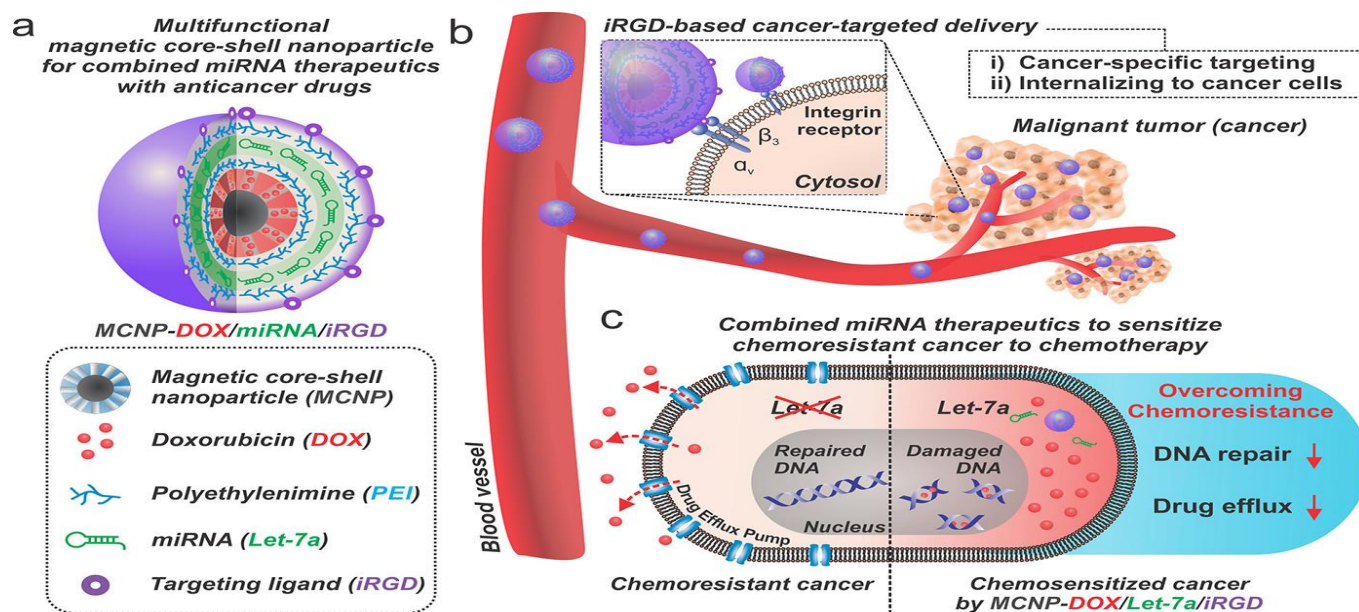 a
Multifunctional
magnetic core-shell nanoparticle
for combined miRNA therapeutics
with anticancer drugs
MCNP-DOX/miRNA/iRGD
Magnetic core-shell
nanoparticle (MCNP)
Doxorubicin (DOX)
Polyethylenimine (PEI)
miRNA (Let-7a)
Targeting ligand (iRGD)
b
iRGD-based cancer-targeted delivery
i) Cancer-specific targeting
ii) Internalizing to cancer cells
Integrin
receptor
β₃
αᵥ
Cytosol
Malignant tumor (cancer)
Blood vessel
c
Combined miRNA therapeutics to sensitize
chemoresistant cancer to chemotherapy
Let-7a
Let-7a
Repaired
DNA
Damaged
DNA
Nucleus
Drug Efflux Pump
Overcoming
Chemoresistance
DNA repair ↓
Drug efflux ↓
Chemoresistant cancer
Chemosensitized cancer
by MCNP-DOX/Let-7a/iRGD